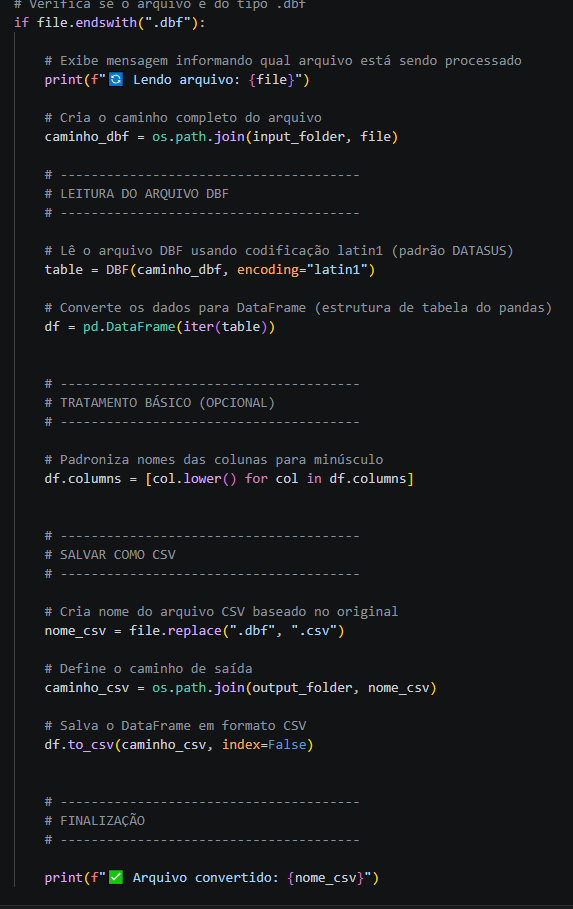 # Verifica se o arquivo é do tipo .dbf
if file.endswith(".dbf"):
# Exibe mensagem informando qual arquivo está sendo processado
print(f"🔄 Lendo arquivo: {file}")
# Cria o caminho completo do arquivo
caminho_dbf = os.path.join(input_folder, file)
# ---------------------------------------
# LEITURA DO ARQUIVO DBF
# ---------------------------------------
# Lê o arquivo DBF usando codificação latin1 (padrão DATASUS)
table = DBF(caminho_dbf, encoding="latin1")
# Converte os dados para DataFrame (estrutura de tabela do pandas)
df = pd.DataFrame(iter(table))
# ---------------------------------------
# TRATAMENTO BÁSICO (OPCIONAL)
# ---------------------------------------
# Padroniza nomes das colunas para minúsculo
df.columns = [col.lower() for col in df.columns]
# ---------------------------------------
# SALVAR COMO CSV
# ---------------------------------------
# Cria nome do arquivo CSV baseado no original
nome_csv = file.replace(".dbf", ".csv")
# Define o caminho de saída
caminho_csv = os.path.join(output_folder, nome_csv)
# Salva o DataFrame em formato CSV
df.to_csv(caminho_csv, index=False)
# ---------------------------------------
# FINALIZAÇÃO
# ---------------------------------------
print(f"✅ Arquivo convertido: {nome_csv}")